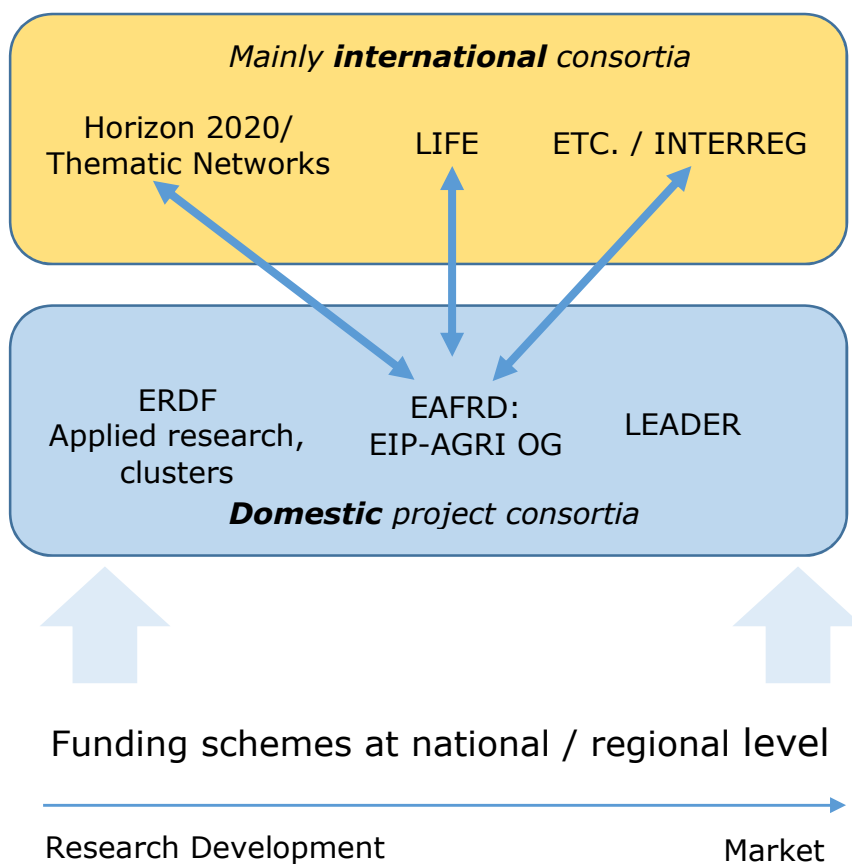 Mainly international consortia
Horizon 2020/
Thematic Networks
LIFE
ETC. / INTERREG
ERDF
Applied research,
clusters
EAFRD:
EIP-AGRI OG
LEADER
Domestic project consortia
Funding schemes at national / regional level
Research Development
Market